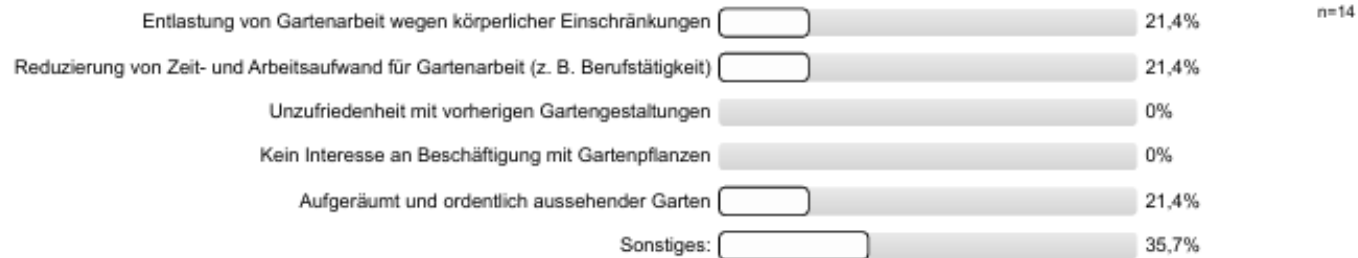 Entlastung von Gartenarbeit wegen körperlicher Einschränkungen 21,4% n=14
Reduzierung von Zeit- und Arbeitsaufwand für Gartenarbeit (z. B. Berufstätigkeit) 21,4%
Unzufriedenheit mit vorherigen Gartengestaltungen 0%
Kein Interesse an Beschäftigung mit Gartenpflanzen 0%
Aufgeräumt und ordentlich aussehender Garten 21,4%
Sonstiges: 35,7%